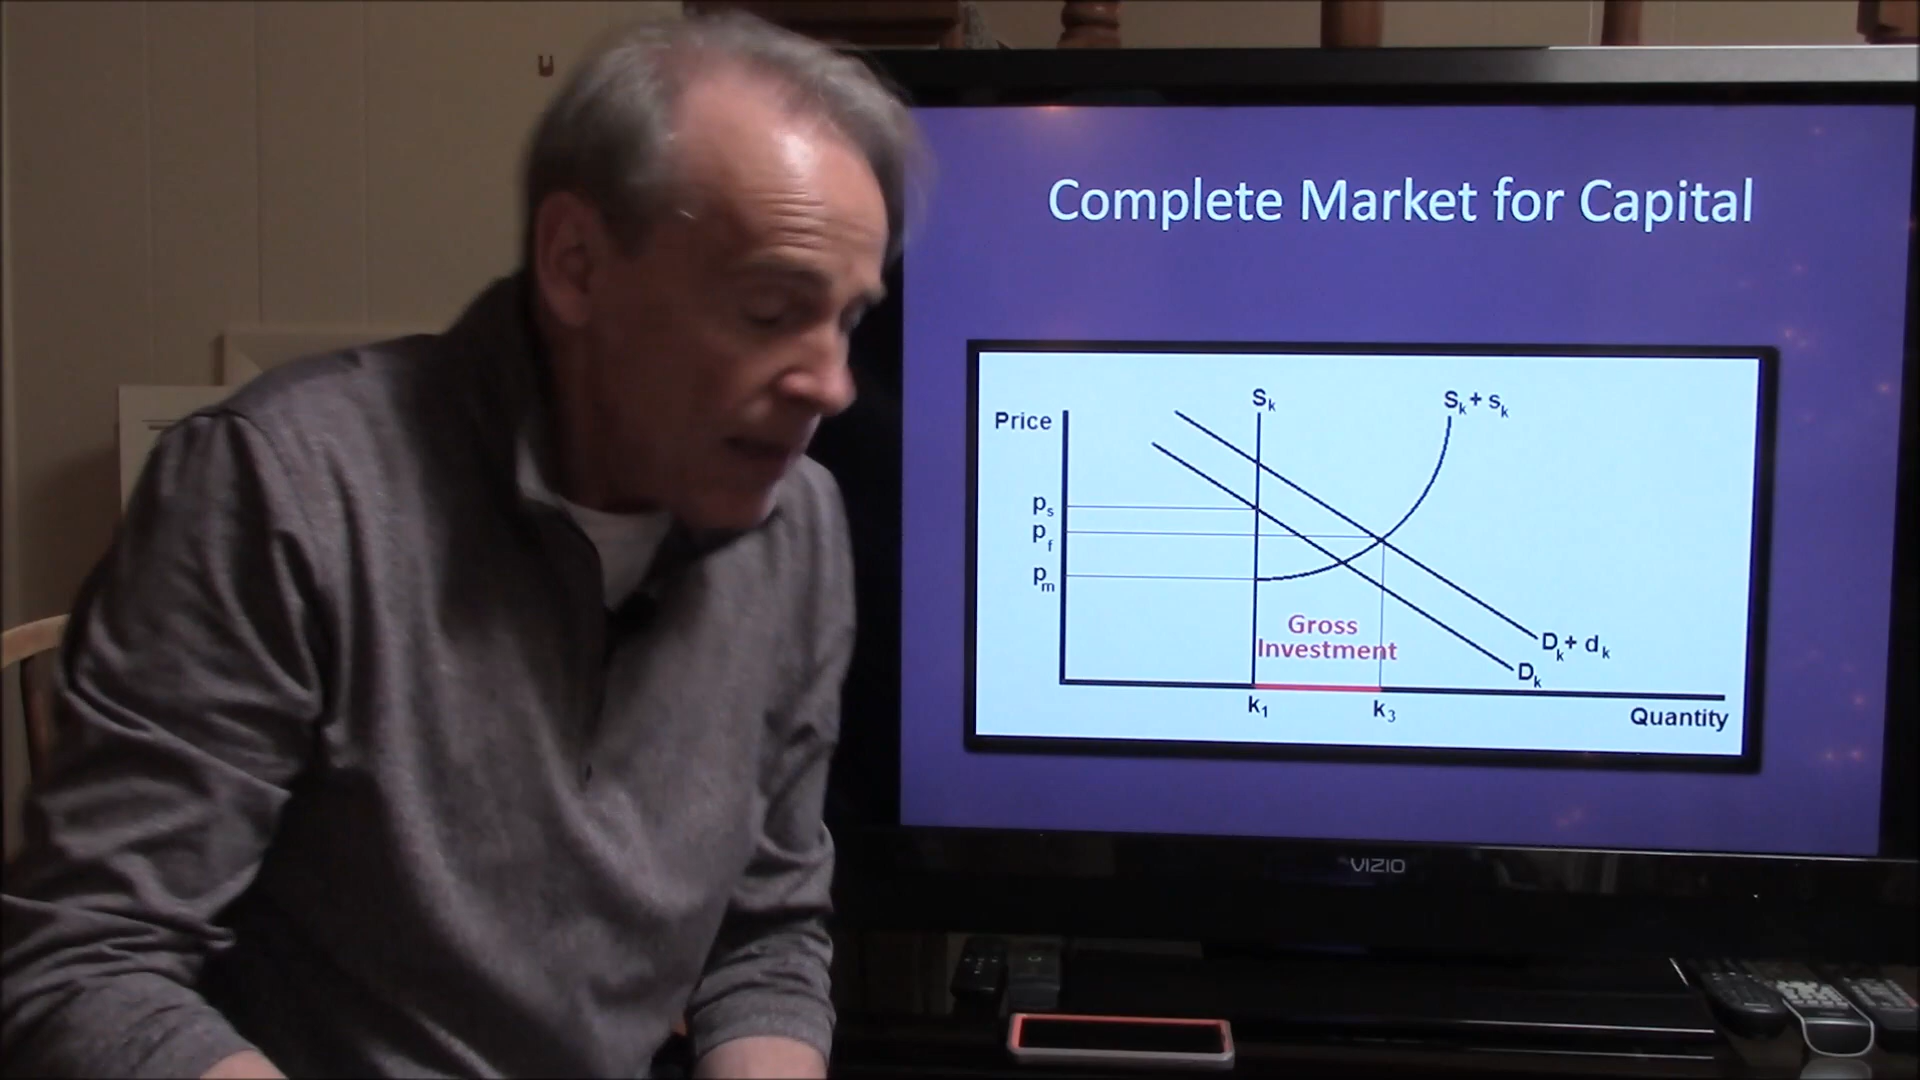 Complete Market for Capital
Sk
Sk + sk
Price
ps
pf
pm
Gross
Investment
Dk + dk
Dk
k1
k3
Quantity
VIZIO